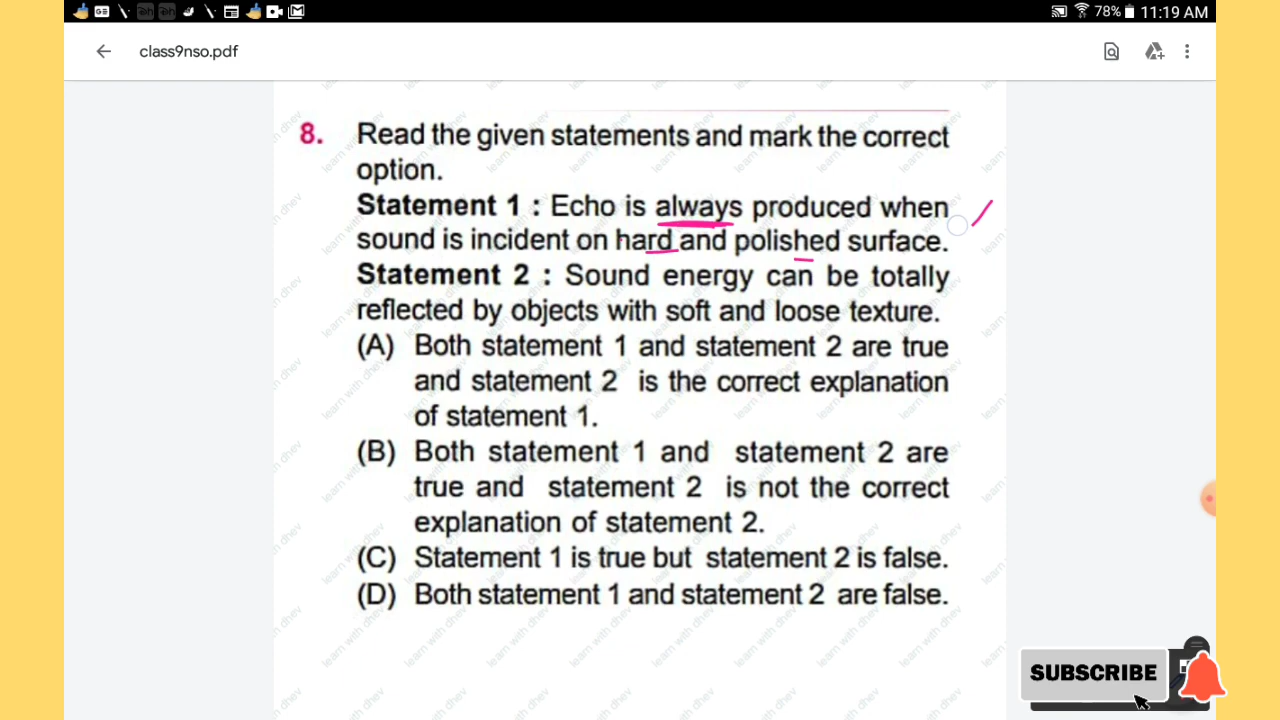 78% 11:19 AM
class9nso.pdf
8. Read the given statements and mark the correct
option.
Statement 1 : Echo is always produced when
sound is incident on hard and polished surface.
Statement 2 : Sound energy can be totally
reflected by objects with soft and loose texture.
(A) Both statement 1 and statement 2 are true
and statement 2 is the correct explanation
of statement 1.
(B) Both statement 1 and statement 2 are
true and statement 2 is not the correct
explanation of statement 2.
(C) Statement 1 is true but statement 2 is false.
(D) Both statement 1 and statement 2 are false.
learn with dhev
SUBSCRIBE